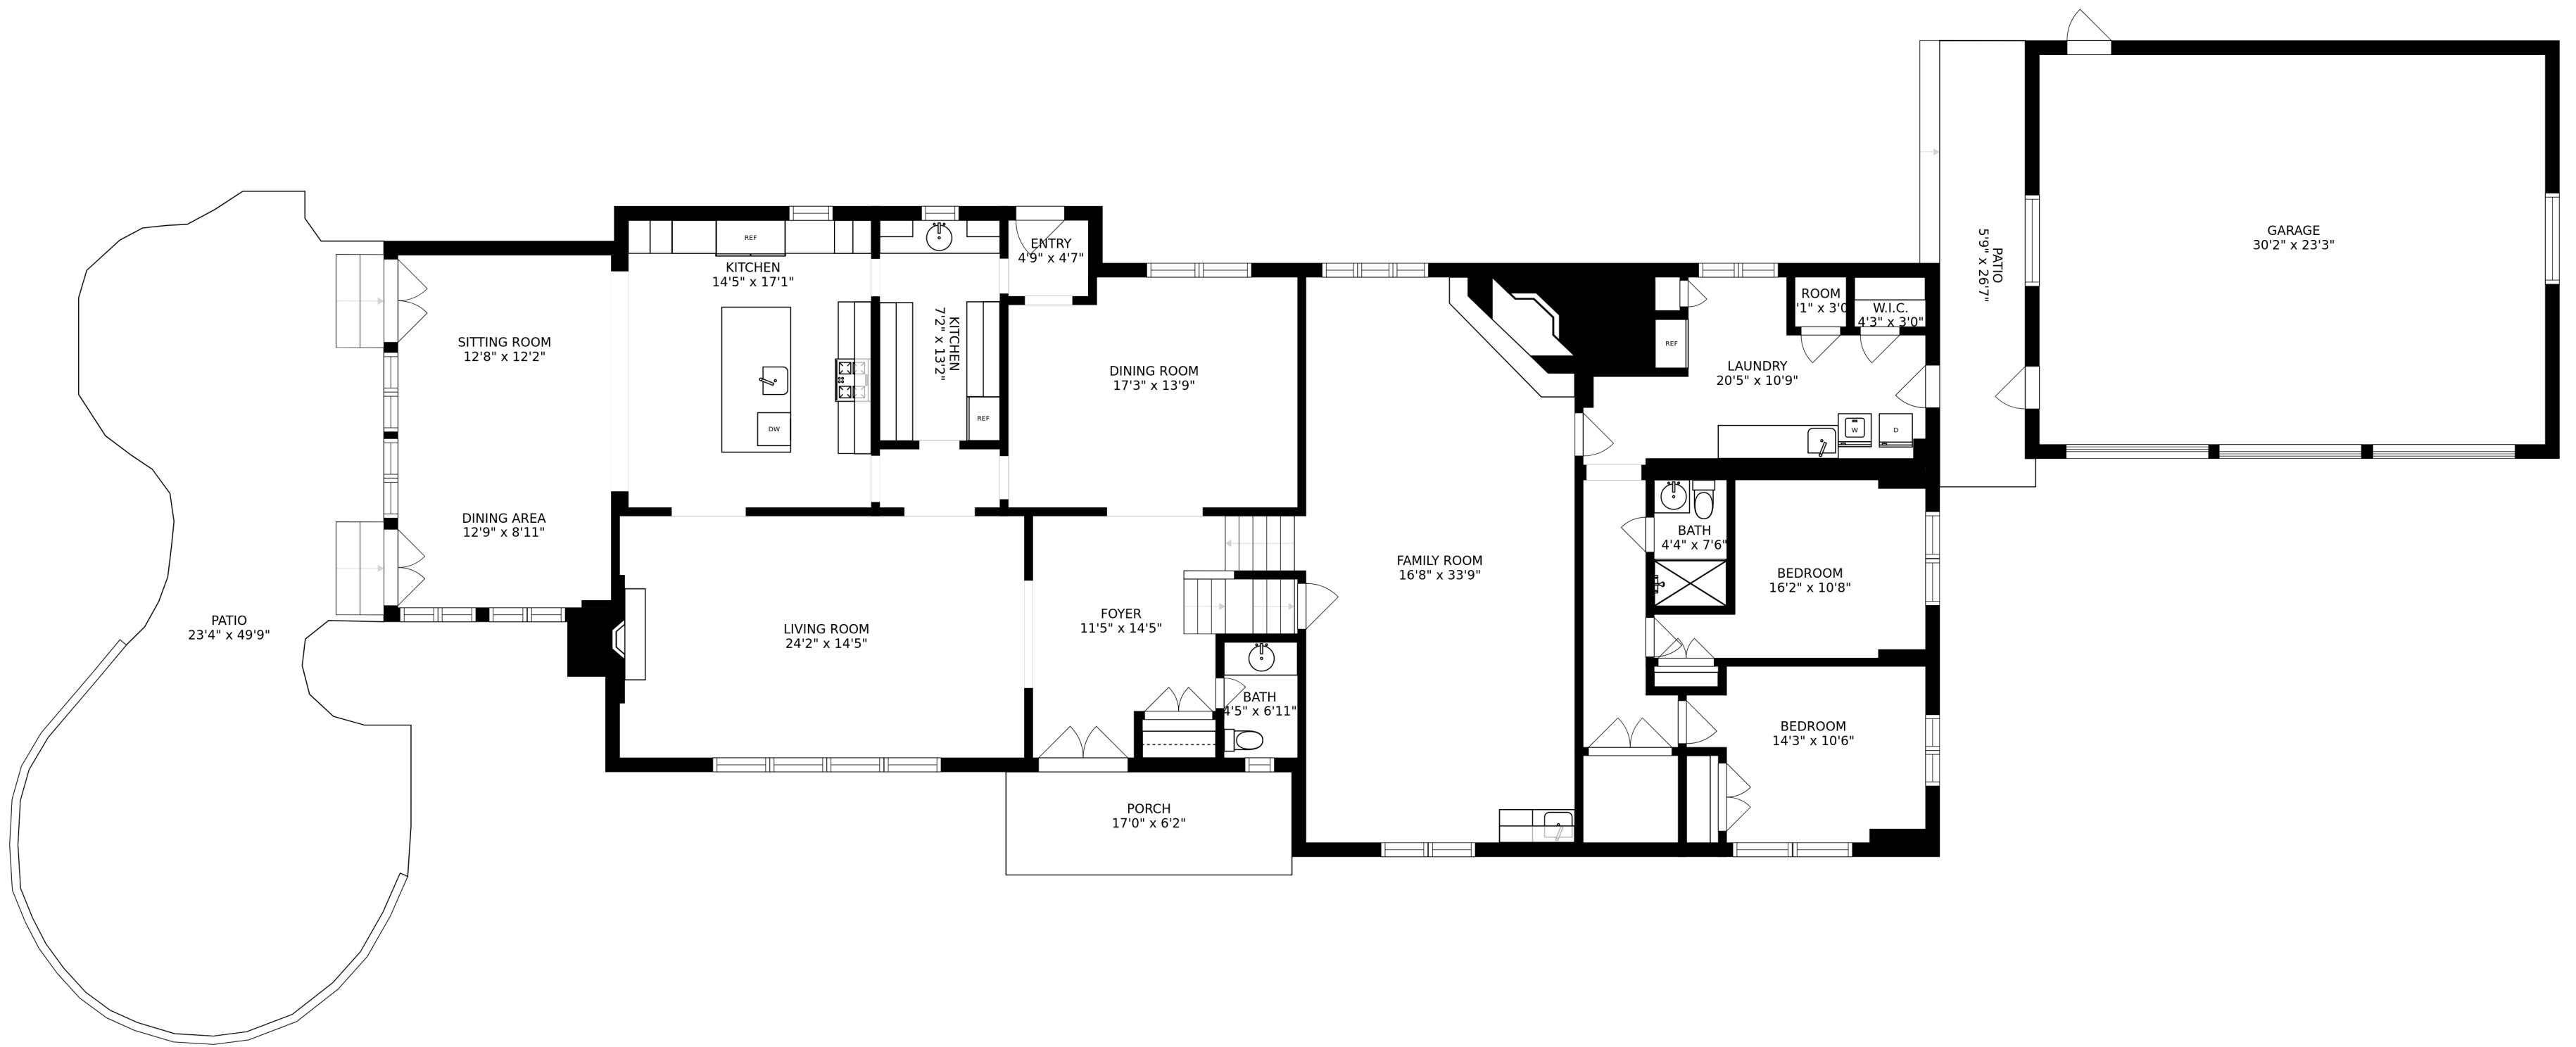 REF
KITCHEN
14'5" x 17'1"
ENTRY
4'9" x 4'7"
SITTING ROOM
12'8" x 12'2"
KITCHEN
7'2" x 13'2"
REF
DW
DINING ROOM
17'3" x 13'9"
DINING AREA
12'9" x 8'11"
PATIO
23'4" x 49'9"
LIVING ROOM
24'2" x 14'5"
FOYER
11'5" x 14'5"
BATH
4'5" x 6'11"
PORCH
17'0" x 6'2"
FAMILY ROOM
16'8" x 33'9"
ROOM
'1" x 3'0
W.I.C.
4'3" x 3'0"
REF
LAUNDRY
20'5" x 10'9"
W
D
BATH
4'4" x 7'6"
BEDROOM
16'2" x 10'8"
BEDROOM
14'3" x 10'6"
PATIO
5'9" x 26'7"
GARAGE
30'2" x 23'3"